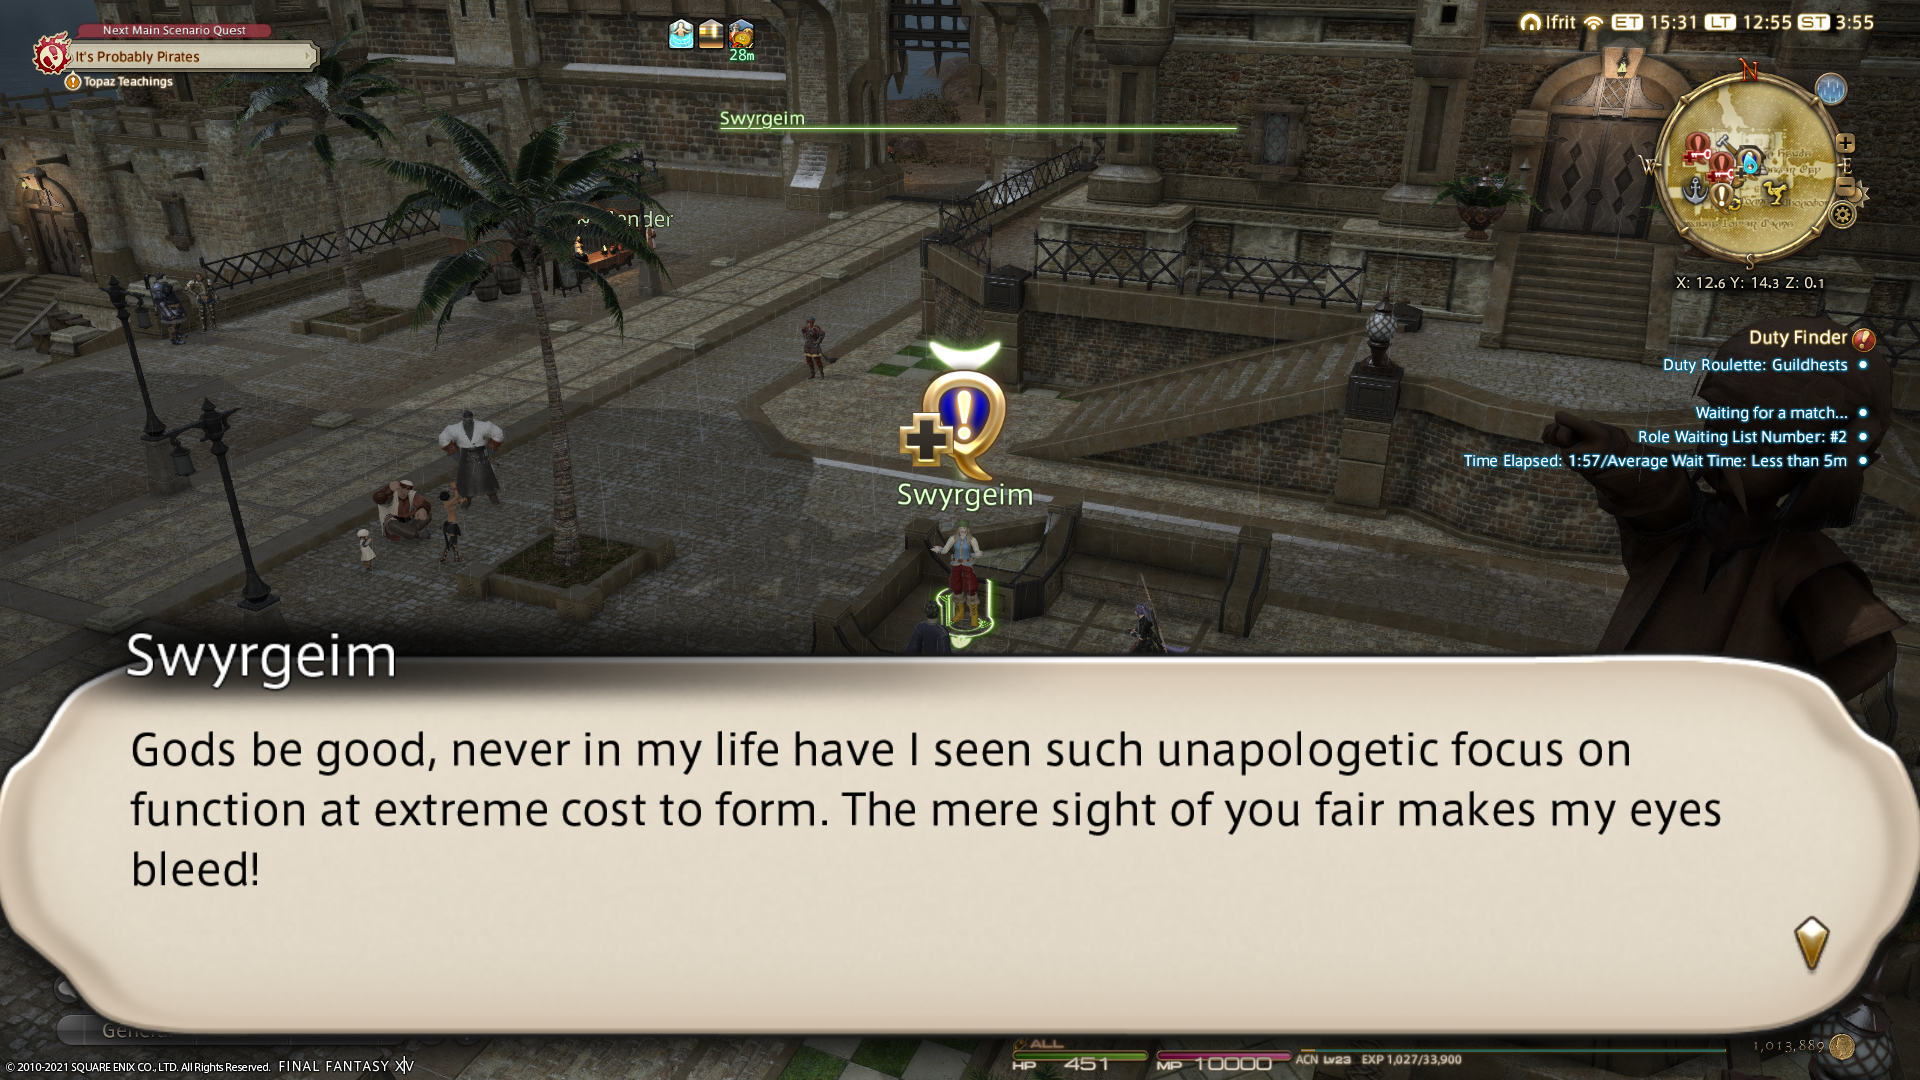 Next Main Scenario Quest
It's Probably Pirates
Topaz Teachings
28m
Ifrit ET 15:31 LT 12:55 ST 3:55
N
W
E
S
X: 12.6 Y: 14.3 Z: 0.1
Swyrgeim
Duty Finder
Duty Roulette: Guildhests
Waiting for a match...
Role Waiting List Number: #2
Time Elapsed: 1:57/Average Wait Time: Less than 5m
Swyrgeim
Swyrgeim
Gods be good, never in my life have I seen such unapologetic focus on
function at extreme cost to form. The mere sight of you fair makes my eyes
bleed!
ALL
HP 451 MP 10000 ACN Lv23 EXP 1,027/33,900
1,013,889
© 2010-2021 SQUARE ENIX CO., LTD. All Rights Reserved. FINAL FANTASY XIV